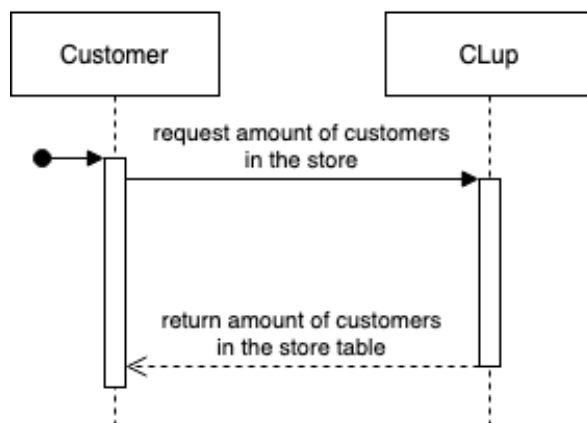 Customer
CLup
request amount of customers
in the store
return amount of customers
in the store table